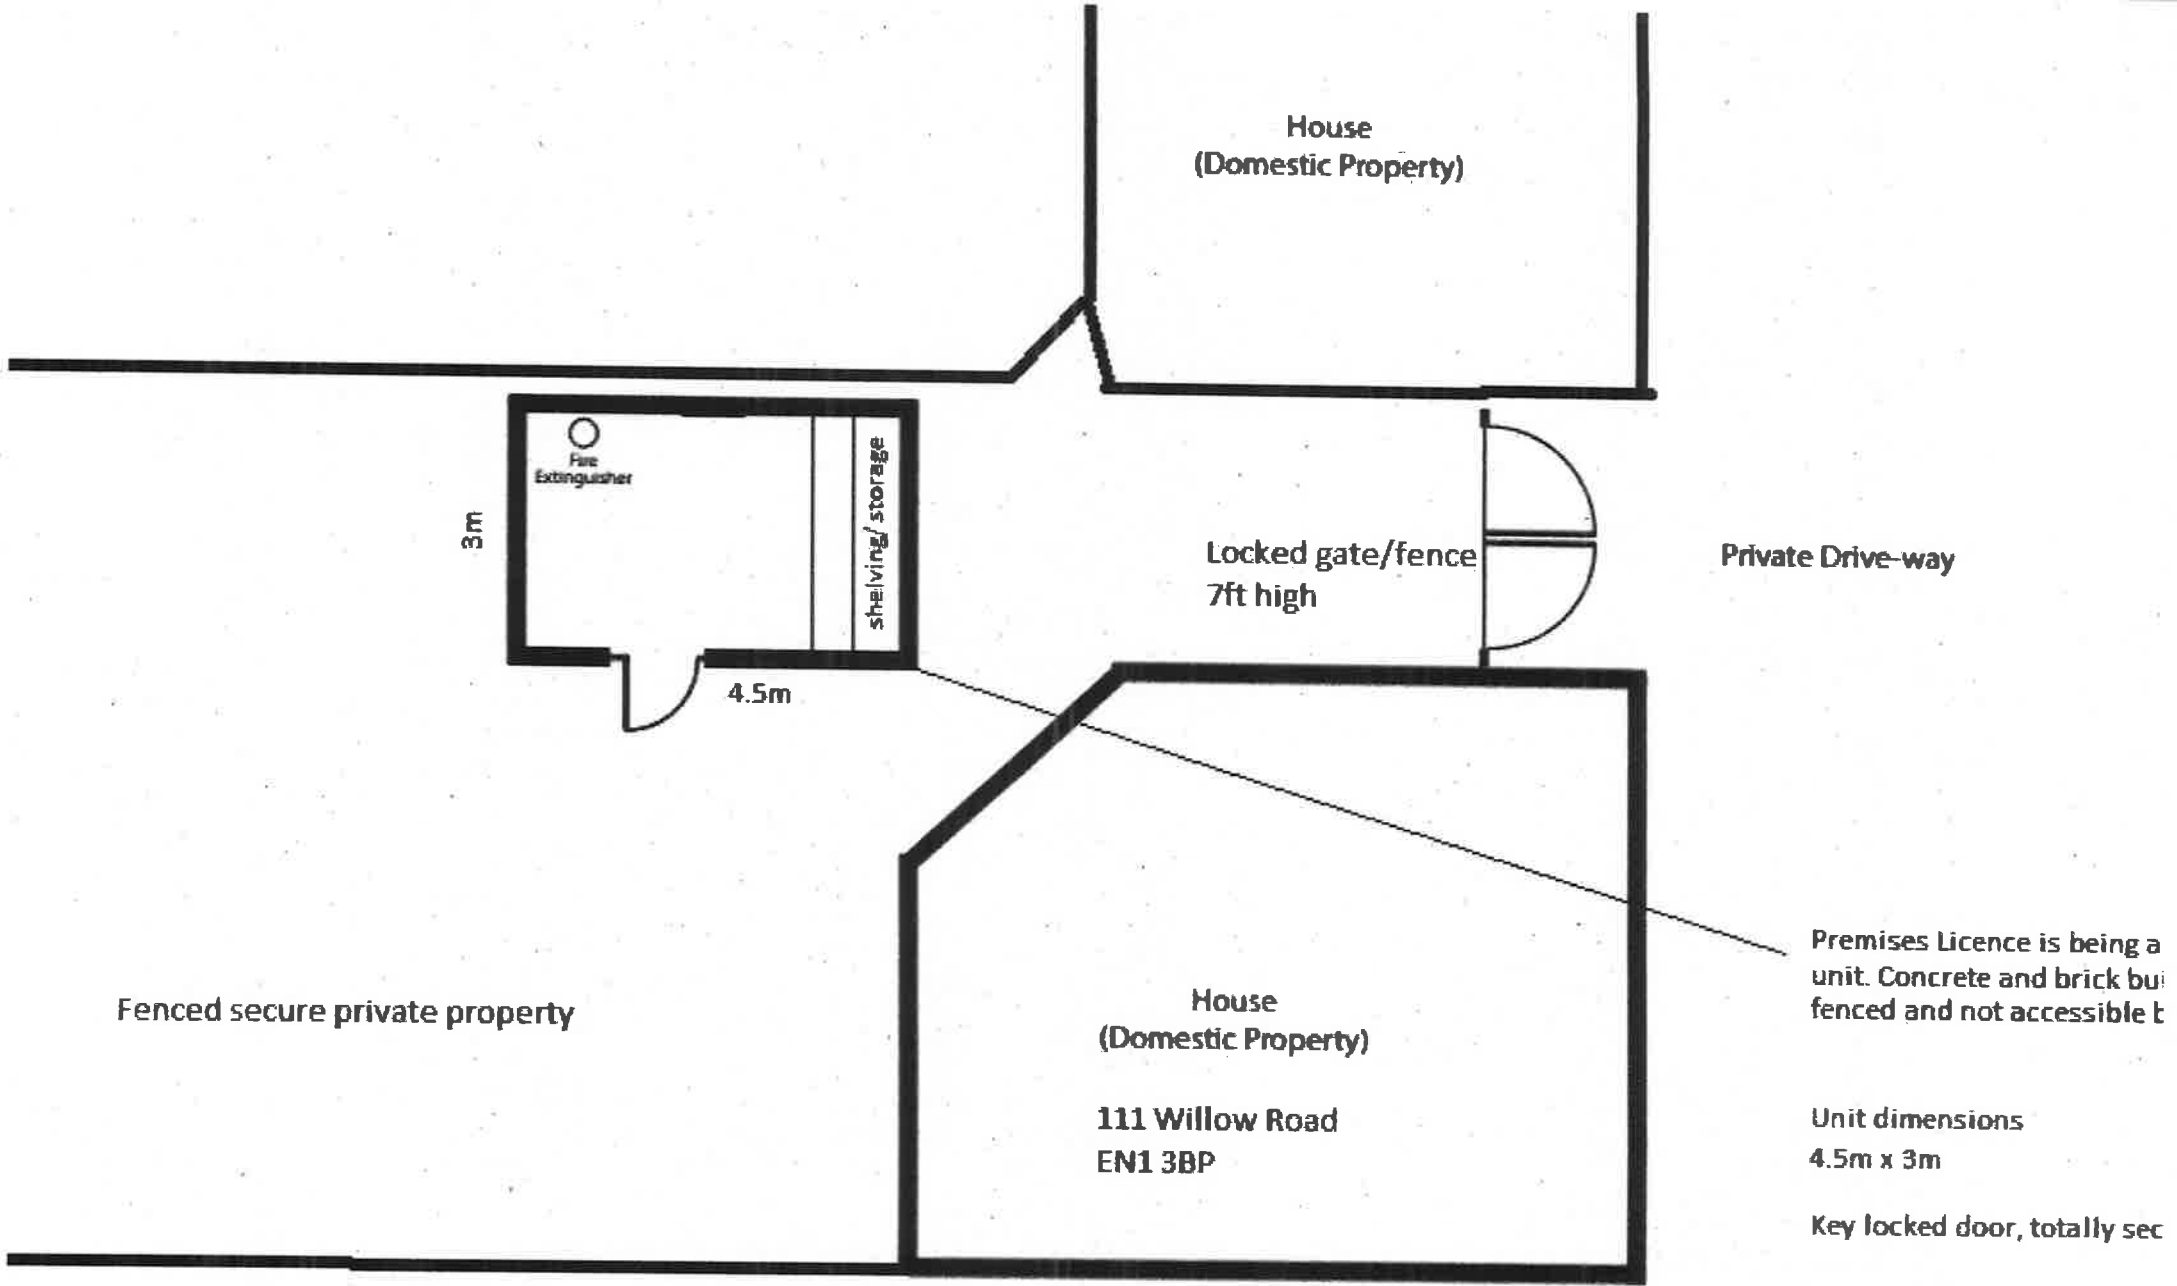 House
(Domestic Property)
Fire
Extinguisher
shelving/ storage
3m
4.5m
Locked gate/fence
7ft high
Private Drive-way
Fenced secure private property
House
(Domestic Property)
111 Willow Road
EN1 3BP
Premises Licence is being a
unit. Concrete and brick bui
fenced and not accessible b
Unit dimensions
4.5m x 3m
Key locked door, totally sec